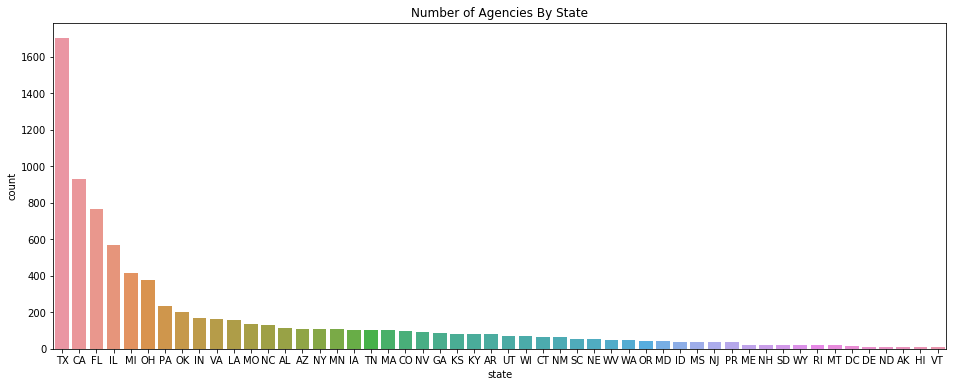 Number of Agencies By State
1600
1400
1200
1000
800
600
400
200
0
count
TX CA FL IL MI OH PA OK IN VA LA MO NC AL AZ NY MN IA TN MA CO NV GA KS KY AR UT WI CT NM SC NE WV WA OR MD ID MS NJ PR ME NH SD WY RI MT DC DE ND AK HI VT
state